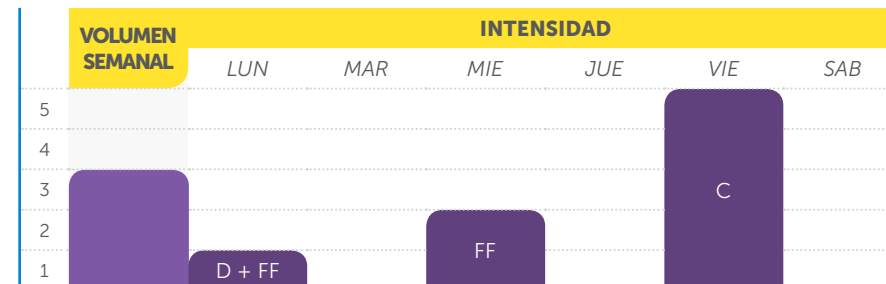 VOLUMEN
SEMANAL
INTENSIDAD
LUN MAR MIE JUE VIE SAB
5
4
3
2
1
C
FF
D + FF